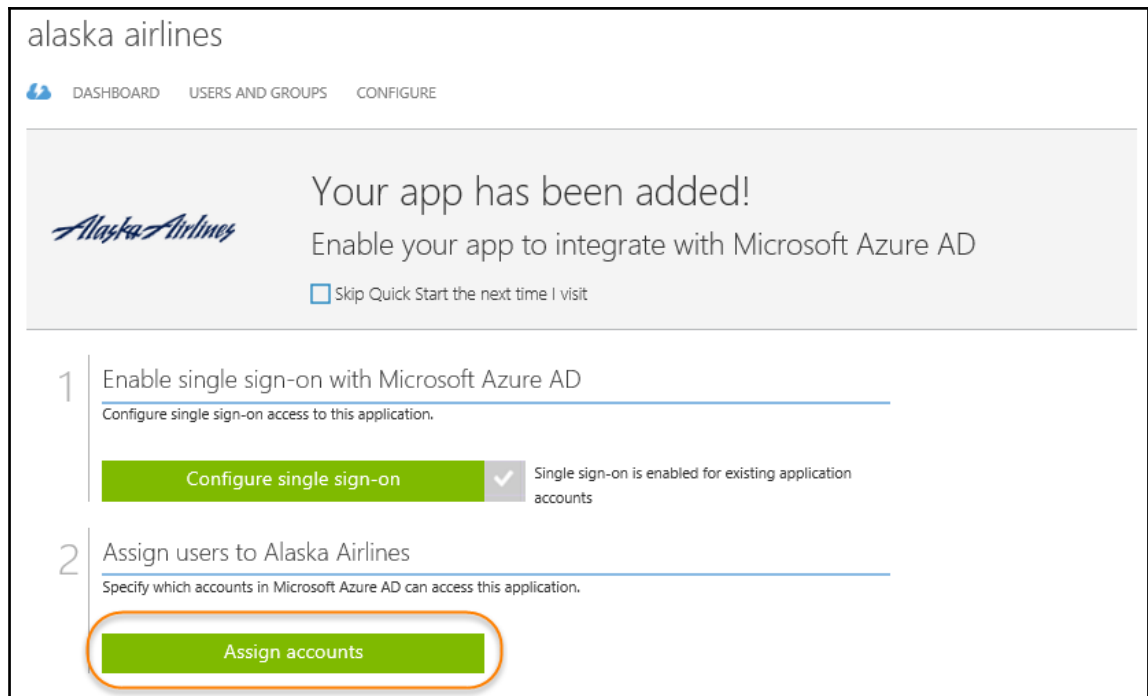 alaska airlines
DASHBOARD USERS AND GROUPS CONFIGURE
Your app has been added!
Alaska Airlines
Enable your app to integrate with Microsoft Azure AD
Skip Quick Start the next time I visit
1
Enable single sign-on with Microsoft Azure AD
Configure single sign-on access to this application.
Configure single sign-on
Single sign-on is enabled for existing application
accounts
2
Assign users to Alaska Airlines
Specify which accounts in Microsoft Azure AD can access this application.
Assign accounts